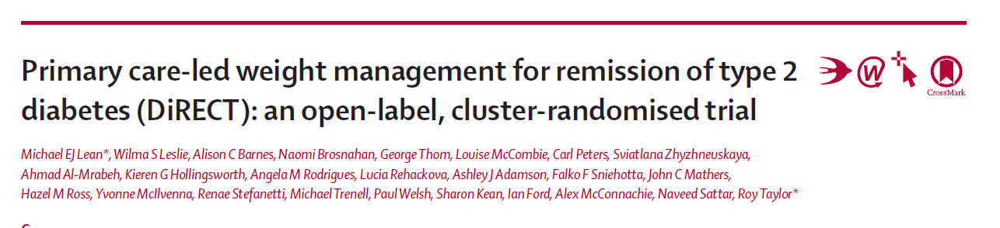 Primary care-led weight management for remission of type 2
diabetes (DiRECT): an open-label, cluster-randomised trial
W
CrossMark
Michael EJ Lean*, Wilma S Leslie, Alison C Barnes, Naomi Brosnahan, George Thom, Louise McCombie, Carl Peters, Sviatlana Zhyzhneuskaya,
Ahmad Al-Mrabeh, Kieren G Hollingsworth, Angela M Rodrigues, Lucia Rehackova, Ashley J Adamson, Falko F Sniehotta, John C Mathers,
Hazel M Ross, Yvonne McIlvenna, Renae Stefanetti, Michael Trenell, Paul Welsh, Sharon Kean, Ian Ford, Alex McConnachie, Naveed Sattar, Roy Taylor*